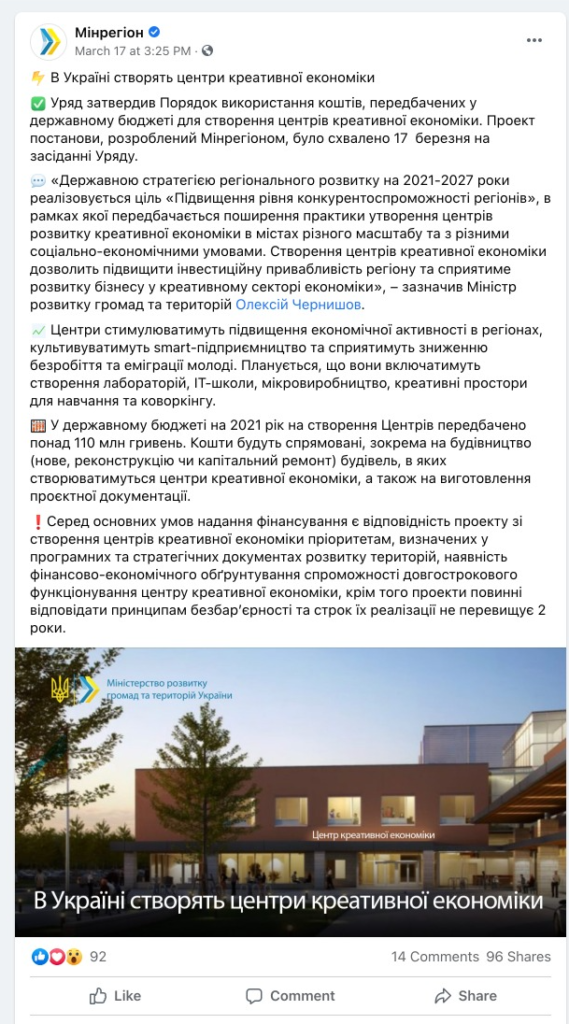 Мінрегіон
March 17 at 3:25 PM ·
⚡ В Україні створять центри креативної економіки
✅ Уряд затвердив Порядок використання коштів, передбачених у
державному бюджеті для створення центрів креативної економіки. Проект
постанови, розроблений Мінрегіоном, було схвалено 17 березня на
засіданні Уряду.
💬 «Державною стратегією регіонального розвитку на 2021-2027 роки
реалізовується ціль «Підвищення рівня конкурентоспроможності регіонів», в
рамках якої передбачається поширення практики утворення центрів
розвитку креативної економіки в містах різного масштабу та з різними
соціально-економічними умовами. Створення центрів креативної економіки
дозволить підвищити інвестиційну привабливість регіону та сприятиме
розвитку бізнесу у креативному секторі економіки», – зазначив Міністр
розвитку громад та територій Олексій Чернишов.
📈 Центри стимулюватимуть підвищення економічної активності в регіонах,
культивуватимуть smart-підприємництво та сприятимуть зниженню
безробіття та еміграції молоді. Планується, що вони включатимуть
створення лабораторій, ІТ-школи, мікровиробництво, креативні простори
для навчання та коворкінгу.
🧮 У державному бюджеті на 2021 рік на створення Центрів передбачено
понад 110 млн гривень. Кошти будуть спрямовані, зокрема на будівництво
(нове, реконструкцію чи капітальний ремонт) будівель, в яких
створюватимуться центри креативної економіки, а також на виготовлення
проєктної документації.
❗Серед основних умов надання фінансування є відповідність проекту зі
створення центрів креативної економіки пріоритетам, визначених у
програмних та стратегічних документах розвитку територій, наявність
фінансово-економічного обґрунтування спроможності довгострокового
функціонування центру креативної економіки, крім того проекти повинні
відповідати принципам безбар'єрності та строк їх реалізації не перевищує 2
роки.
Міністерство розвитку
громад та територій України
Центр креативної економіки
В Україні створять центри креативної економіки
92 14 Comments 96 Shares
Like Comment Share